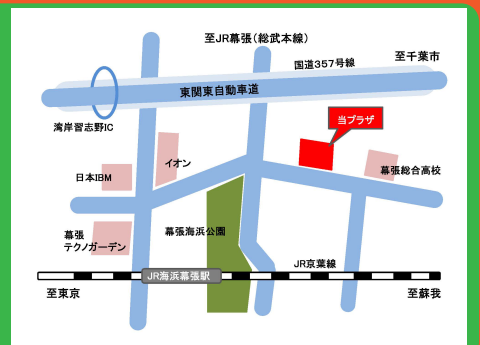 至JR幕張（総武本線）
国道357号線
至千葉市
東関東自動車道
湾岸習志野IC
当プラザ
イオン
日本IBM
幕張総合高校
幕張
テクノガーデン
幕張海浜公園
JR京葉線
JR海浜幕張駅
至東京
至蘇我